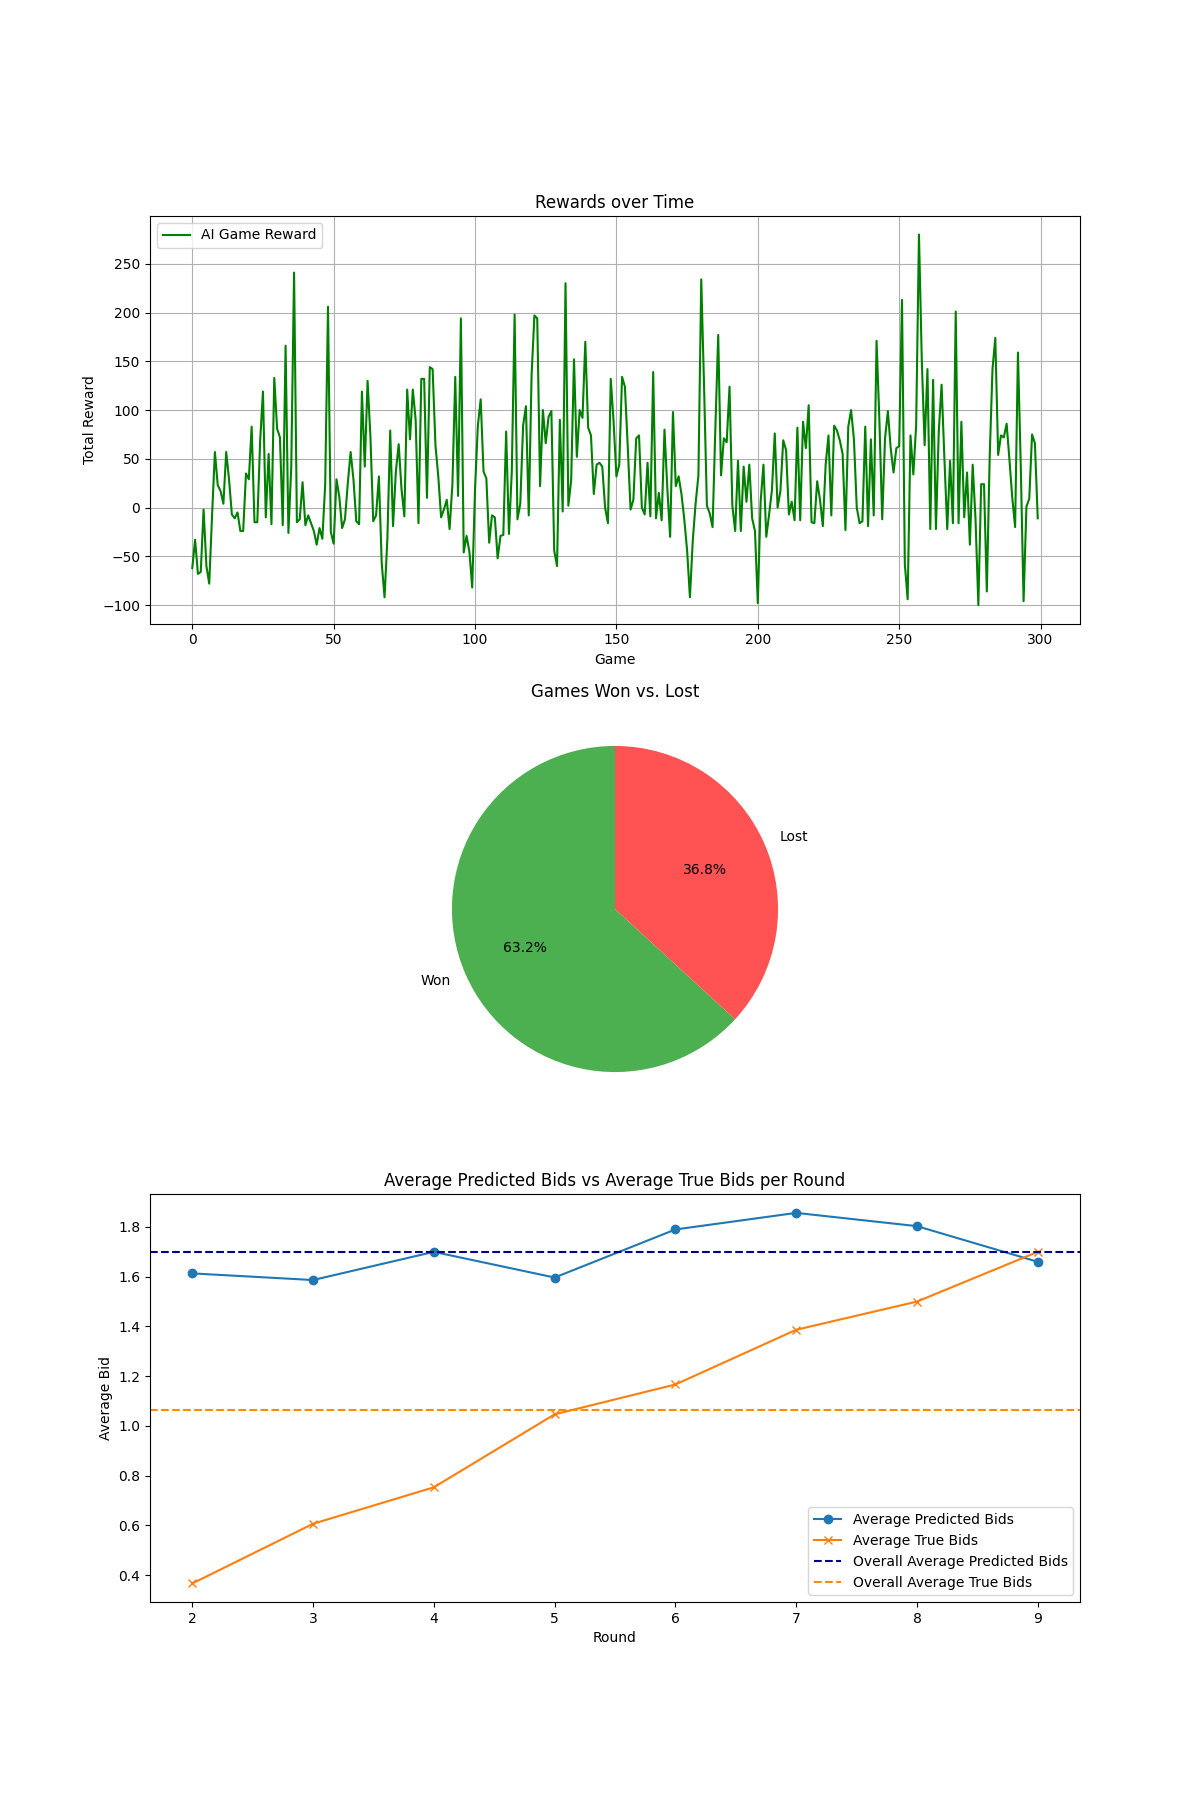 Rewards over Time
AI Game Reward
Total Reward
250
200
150
100
50
0
−50
−100
0 50 100 150 200 250 300
Game
Games Won vs. Lost
Lost
36.8%
63.2%
Won
Average Predicted Bids vs Average True Bids per Round
Average Bid
1.8
1.6
1.4
1.2
1.0
0.8
0.6
0.4
Average Predicted Bids
Average True Bids
Overall Average Predicted Bids
Overall Average True Bids
2 3 4 5 6 7 8 9
Round